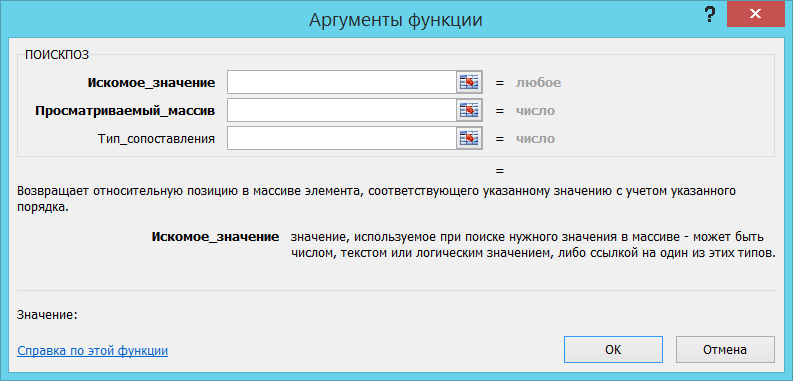 Аргументы функции
?
ПОИСКПОЗ
Искомое_значение = любое
Просматриваемый_массив = число
Тип_сопоставления = число
=
Возвращает относительную позицию в массиве элемента, соответствующего указанному значению с учетом указанного
порядка.
Искомое_значение значение, используемое при поиске нужного значения в массиве - может быть
числом, текстом или логическим значением, либо ссылкой на один из этих типов.
Значение:
Справка по этой функции
ОК
Отмена